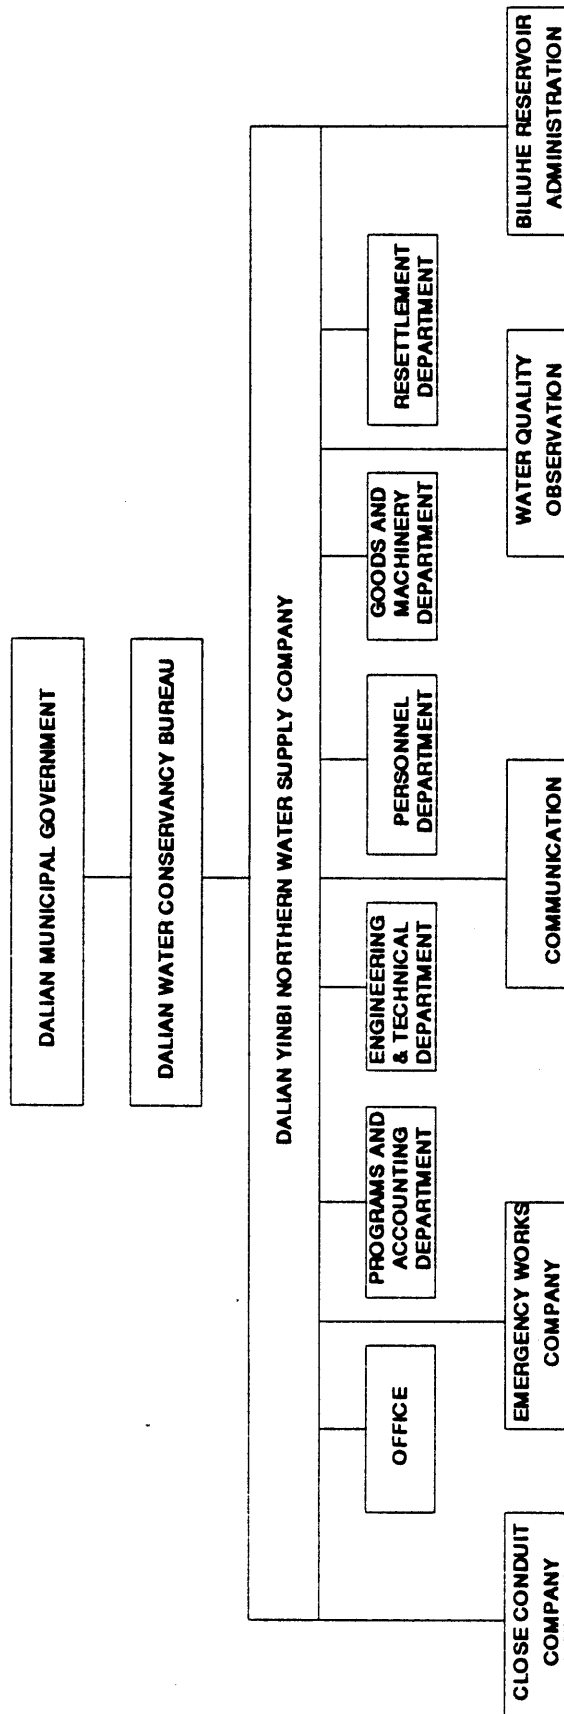 DALIAN MUNICIPAL GOVERNMENT
DALIAN WATER CONSERVANCY BUREAU
DALIAN YINBI NORTHERN WATER SUPPLY COMPANY
OFFICE
PROGRAMS AND
ACCOUNTING
DEPARTMENT
ENGINEERING
& TECHNICAL
DEPARTMENT
PERSONNEL
DEPARTMENT
GOODS AND
MACHINERY
DEPARTMENT
RESETTLEMENT
DEPARTMENT
CLOSE CONDUIT
COMPANY
EMERGENCY WORKS
COMPANY
COMMUNICATION
WATER QUALITY
OBSERVATION
BILIUHE RESERVOIR
ADMINISTRATION